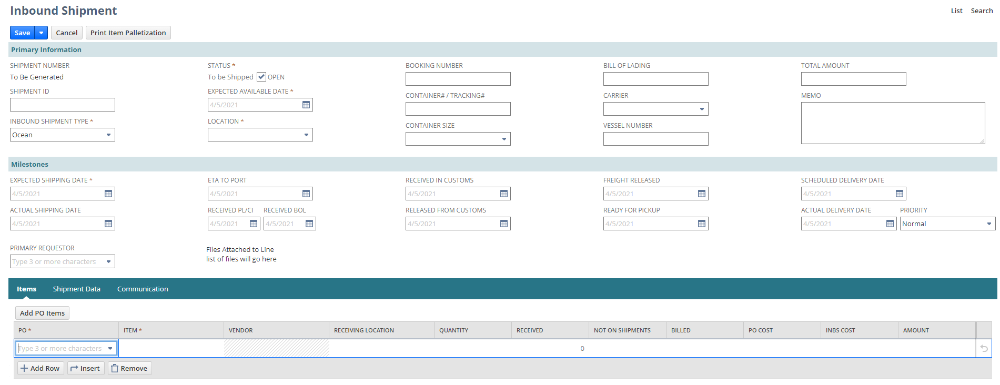 Inbound Shipment
List Search
Save Cancel Print Item Palletization
Primary Information
SHIPMENT NUMBER
To Be Generated
SHIPMENT ID
INBOUND SHIPMENT TYPE *
Ocean
STATUS *
To be Shipped OPEN
EXPECTED AVAILABLE DATE *
4/5/2021
LOCATION *
BOOKING NUMBER
CONTAINER# / TRACKING#
CONTAINER SIZE
BILL OF LADING
CARRIER
VESSEL NUMBER
TOTAL AMOUNT
MEMO
Milestones
EXPECTED SHIPPING DATE *
4/5/2021
ACTUAL SHIPPING DATE
4/5/2021
PRIMARY REQUESTOR
Type 3 or more characters
ETA TO PORT
4/5/2021
RECEIVED PL/CI RECEIVED BOL
4/5/2021 4/5/2021
Files Attached to Line
list of files will go here
RECEIVED IN CUSTOMS
4/5/2021
RELEASED FROM CUSTOMS
4/5/2021
FREIGHT RELEASED
4/5/2021
READY FOR PICKUP
4/5/2021
SCHEDULED DELIVERY DATE
4/5/2021
ACTUAL DELIVERY DATE PRIORITY
4/5/2021 Normal
Items Shipment Data Communication
Add PO Items
PO * ITEM * VENDOR RECEIVING LOCATION QUANTITY RECEIVED NOT ON SHIPMENTS BILLED PO COST INBS COST AMOUNT
Type 3 or more characters 0
Add Row Insert Remove